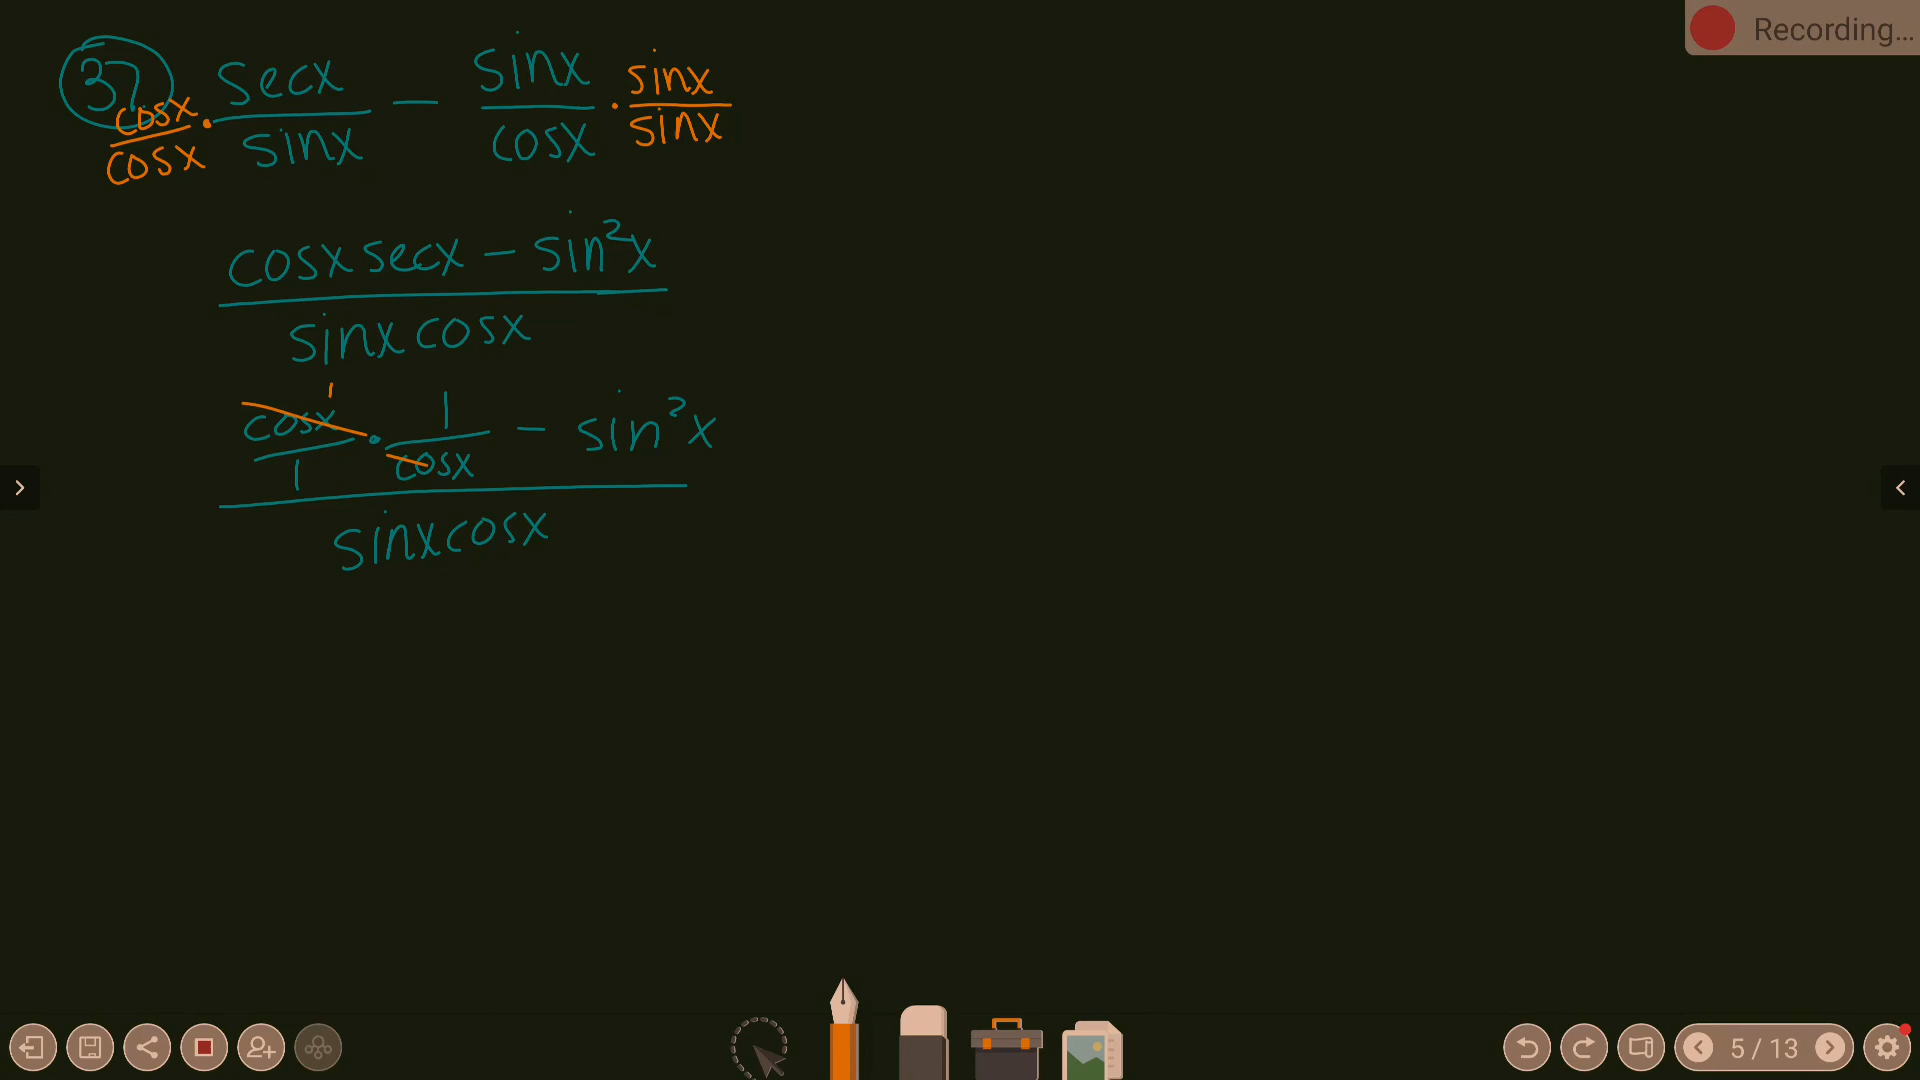 Recording...
37 cosx/cosx · secx/sinx − sinx/cosx · sinx/sinx
cosx secx − sin²x
sinx cosx
1
cosx/1 · 1/cosx − sin²x
sinx cosx
5 / 13